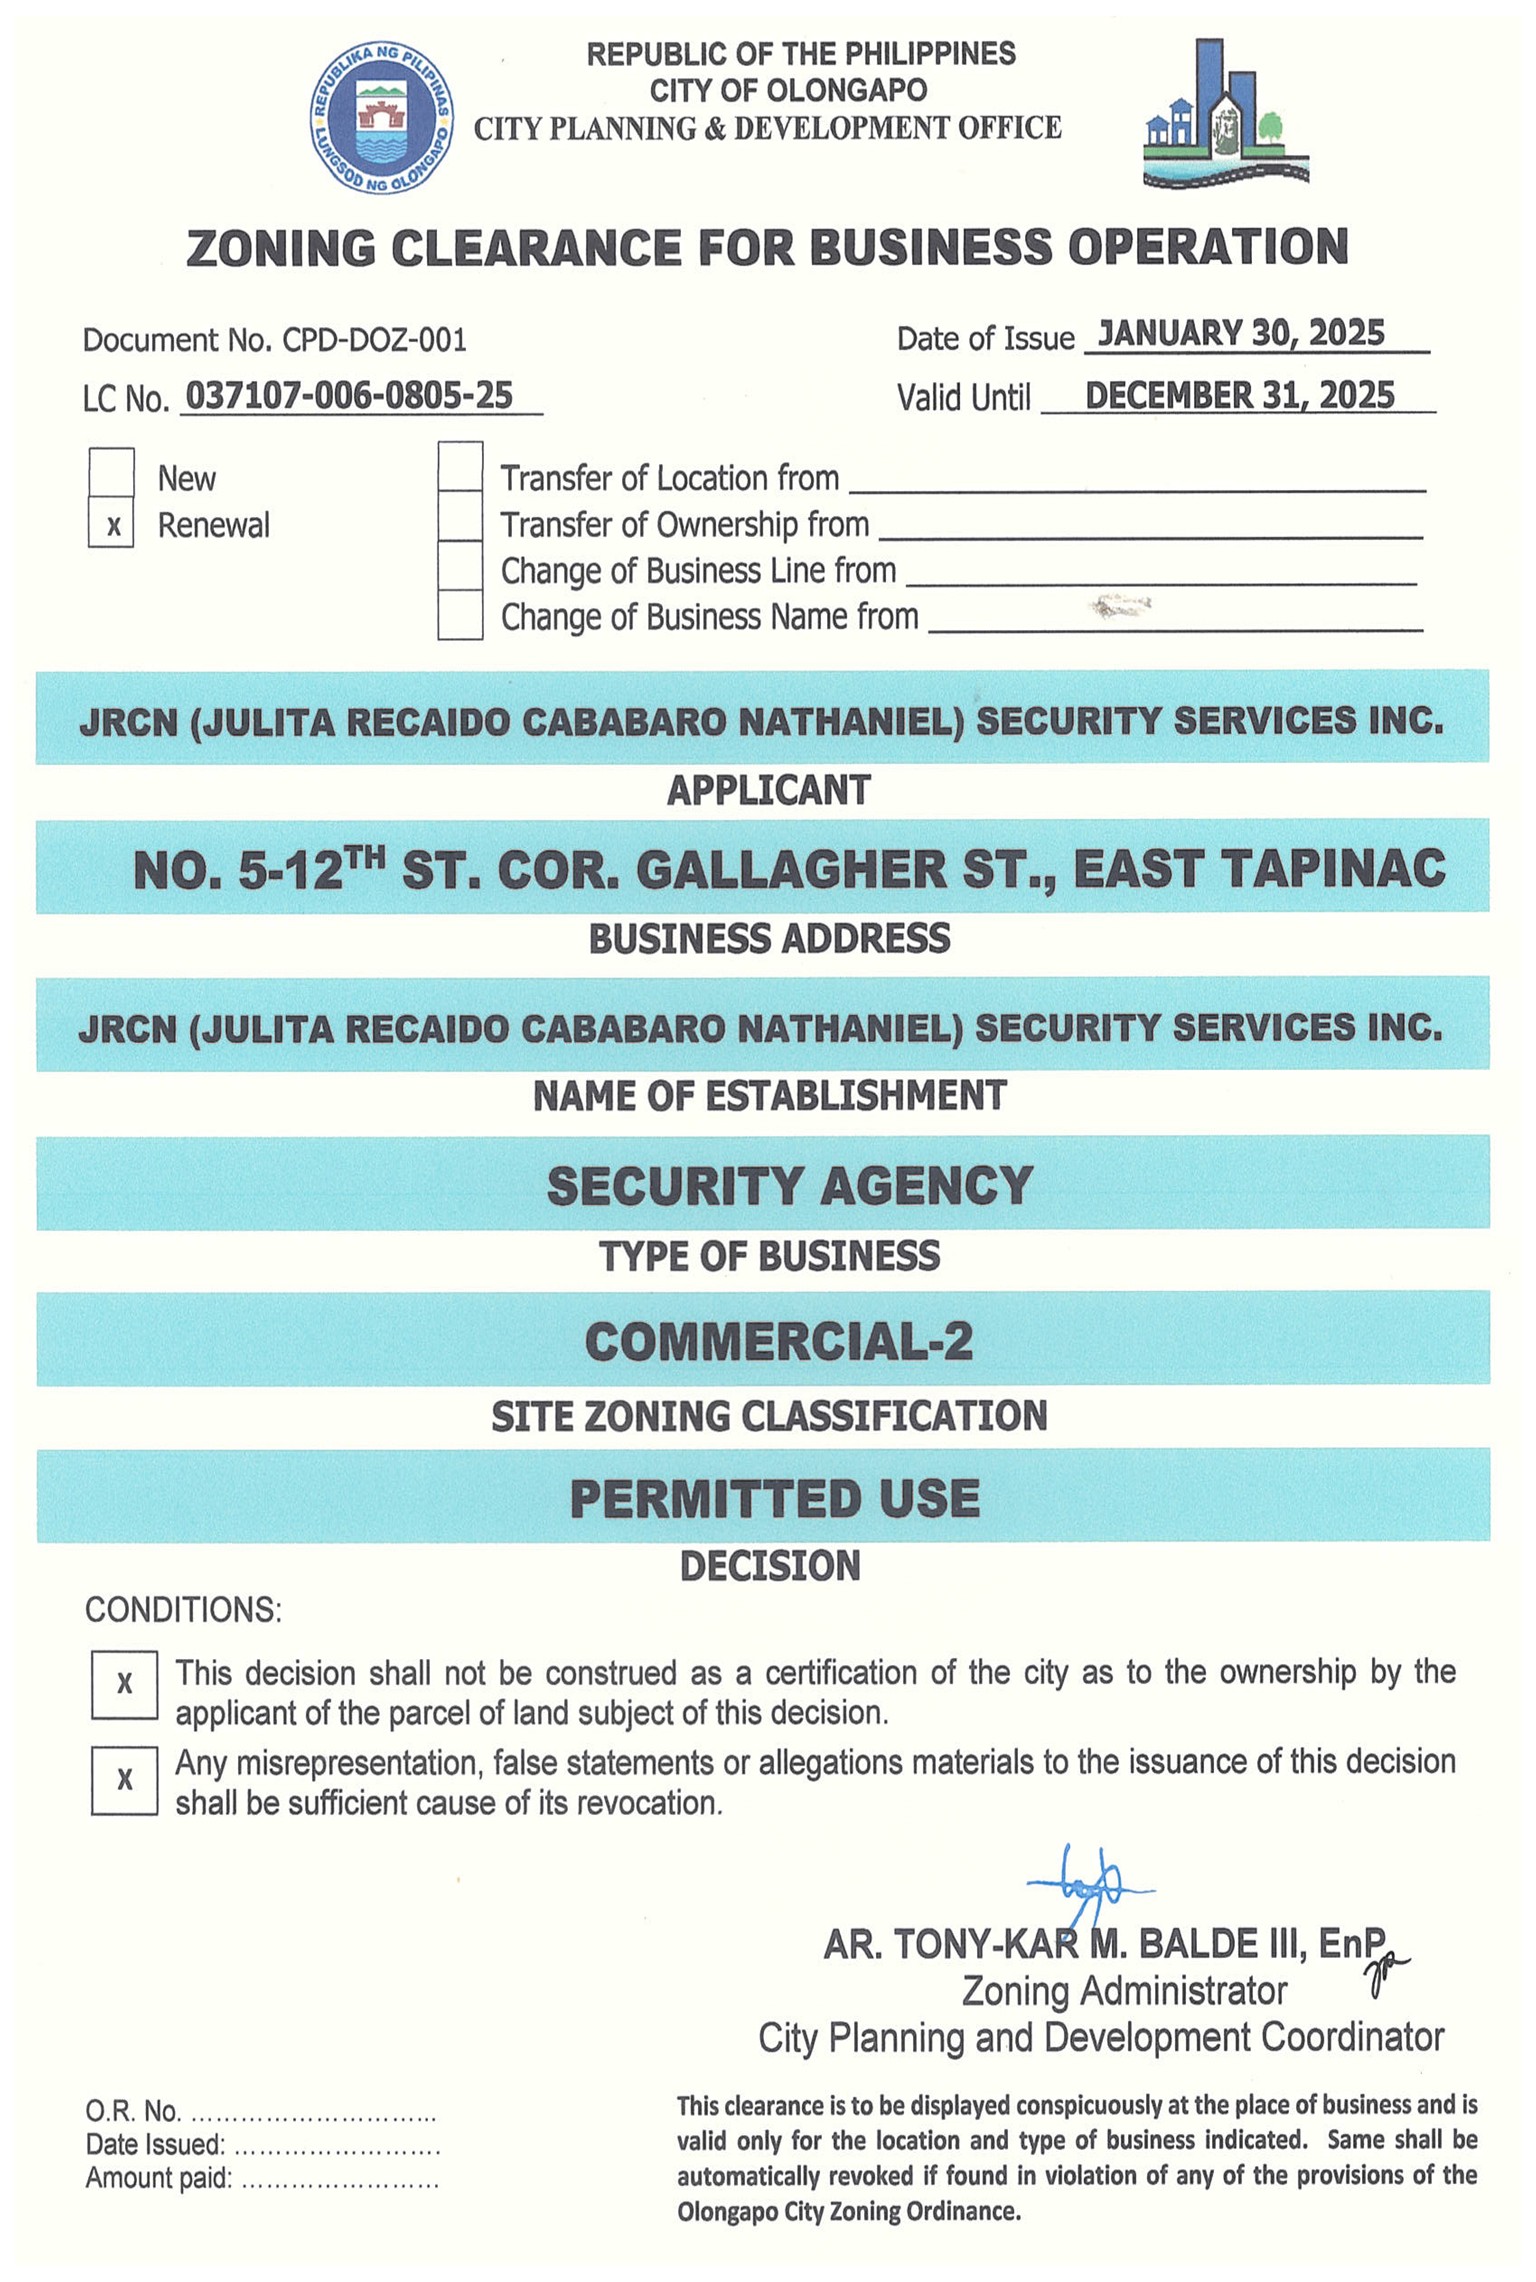 REPUBLIKA NG PILIPINAS
LUNGSOD NG OLONGAPO
REPUBLIC OF THE PHILIPPINES
CITY OF OLONGAPO
CITY PLANNING & DEVELOPMENT OFFICE
ZONING CLEARANCE FOR BUSINESS OPERATION
Document No. CPD-DOZ-001
Date of Issue JANUARY 30, 2025
LC No. 037107-006-0805-25
Valid Until DECEMBER 31, 2025
New
Transfer of Location from
x Renewal
Transfer of Ownership from
Change of Business Line from
Change of Business Name from
JRCN (JULITA RECAIDO CABABARO NATHANIEL) SECURITY SERVICES INC.
APPLICANT
NO. 5-12TH ST. COR. GALLAGHER ST., EAST TAPINAC
BUSINESS ADDRESS
JRCN (JULITA RECAIDO CABABARO NATHANIEL) SECURITY SERVICES INC.
NAME OF ESTABLISHMENT
SECURITY AGENCY
TYPE OF BUSINESS
COMMERCIAL-2
SITE ZONING CLASSIFICATION
PERMITTED USE
DECISION
CONDITIONS:
x This decision shall not be construed as a certification of the city as to the ownership by the
applicant of the parcel of land subject of this decision.
x Any misrepresentation, false statements or allegations materials to the issuance of this decision
shall be sufficient cause of its revocation.
AR. TONY-KAR M. BALDE III, EnP
Zoning Administrator
City Planning and Development Coordinator
O.R. No. ................................
Date Issued: ...........................
Amount paid: ..........................
This clearance is to be displayed conspicuously at the place of business and is
valid only for the location and type of business indicated. Same shall be
automatically revoked if found in violation of any of the provisions of the
Olongapo City Zoning Ordinance.